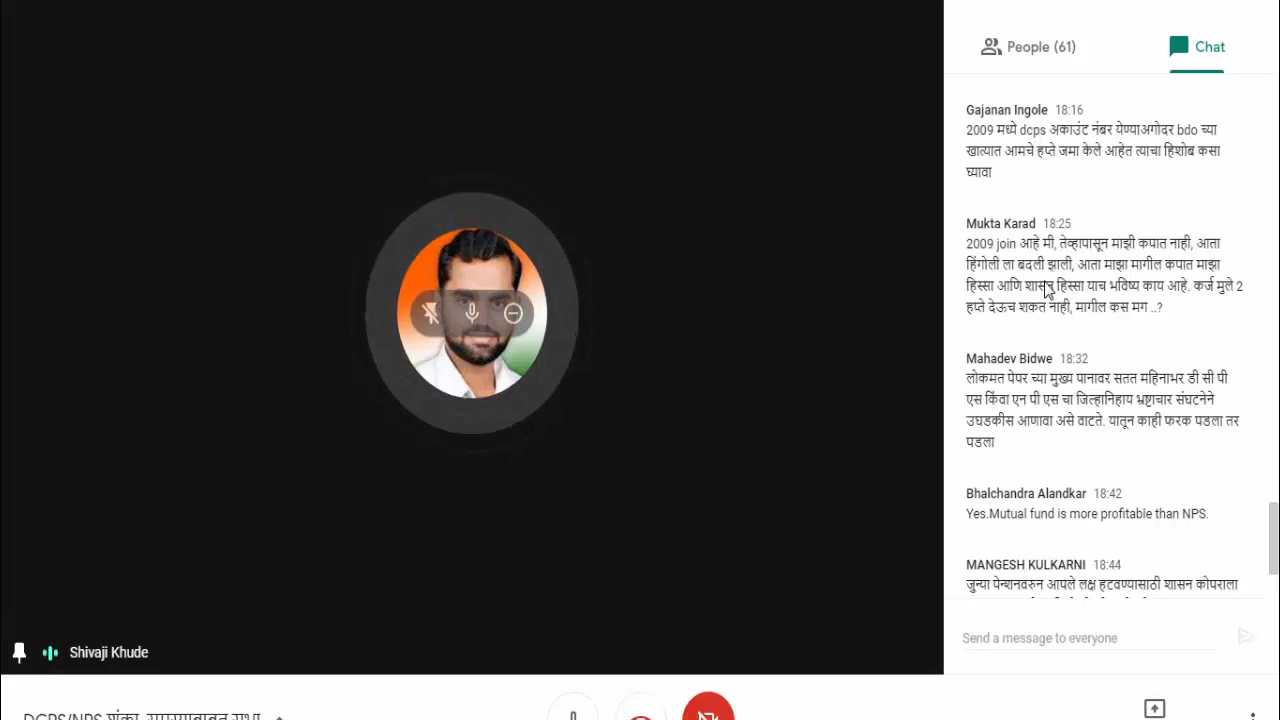 People (61)
Chat
Gajanan Ingole 18:16
2009 मध्ये dcps अकाउंट नंबर येण्याअगोदर bdo च्या
खात्यात आमचे हप्ते जमा केले आहेत त्याचा हिशोब कसा
घ्यावा
Mukta Karad 18:25
2009 join आहे मी, तेव्हापासून माझी कपात नाही, आता
हिंगोली ला बदली झाली, आता माझा मागील कपात माझा
हिस्सा आणि शासन हिस्सा याच भविष्य काय आहे. कर्ज मुले 2
हप्ते देऊच शकत नाही, मागील कस मग ..?
Mahadev Bidwe 18:32
लोकमत पेपर च्या मुख्य पानावर सतत महिनाभर डी सी पी
एस किंवा एन पी एस चा जिल्हानिहाय भ्रष्टाचार संघटनेने
उघडकीस आणावा असे वाटते. यातून काही फरक पडला तर
पडला
Bhalchandra Alandkar 18:42
Yes.Mutual fund is more profitable than NPS.
MANGESH KULKARNI 18:44
जुन्या पेन्शनवरुन आपले लक्ष हटवण्यासाठी शासन कोपराला
Send a message to everyone
Shivaji Khude
DCPS/NPS शंका